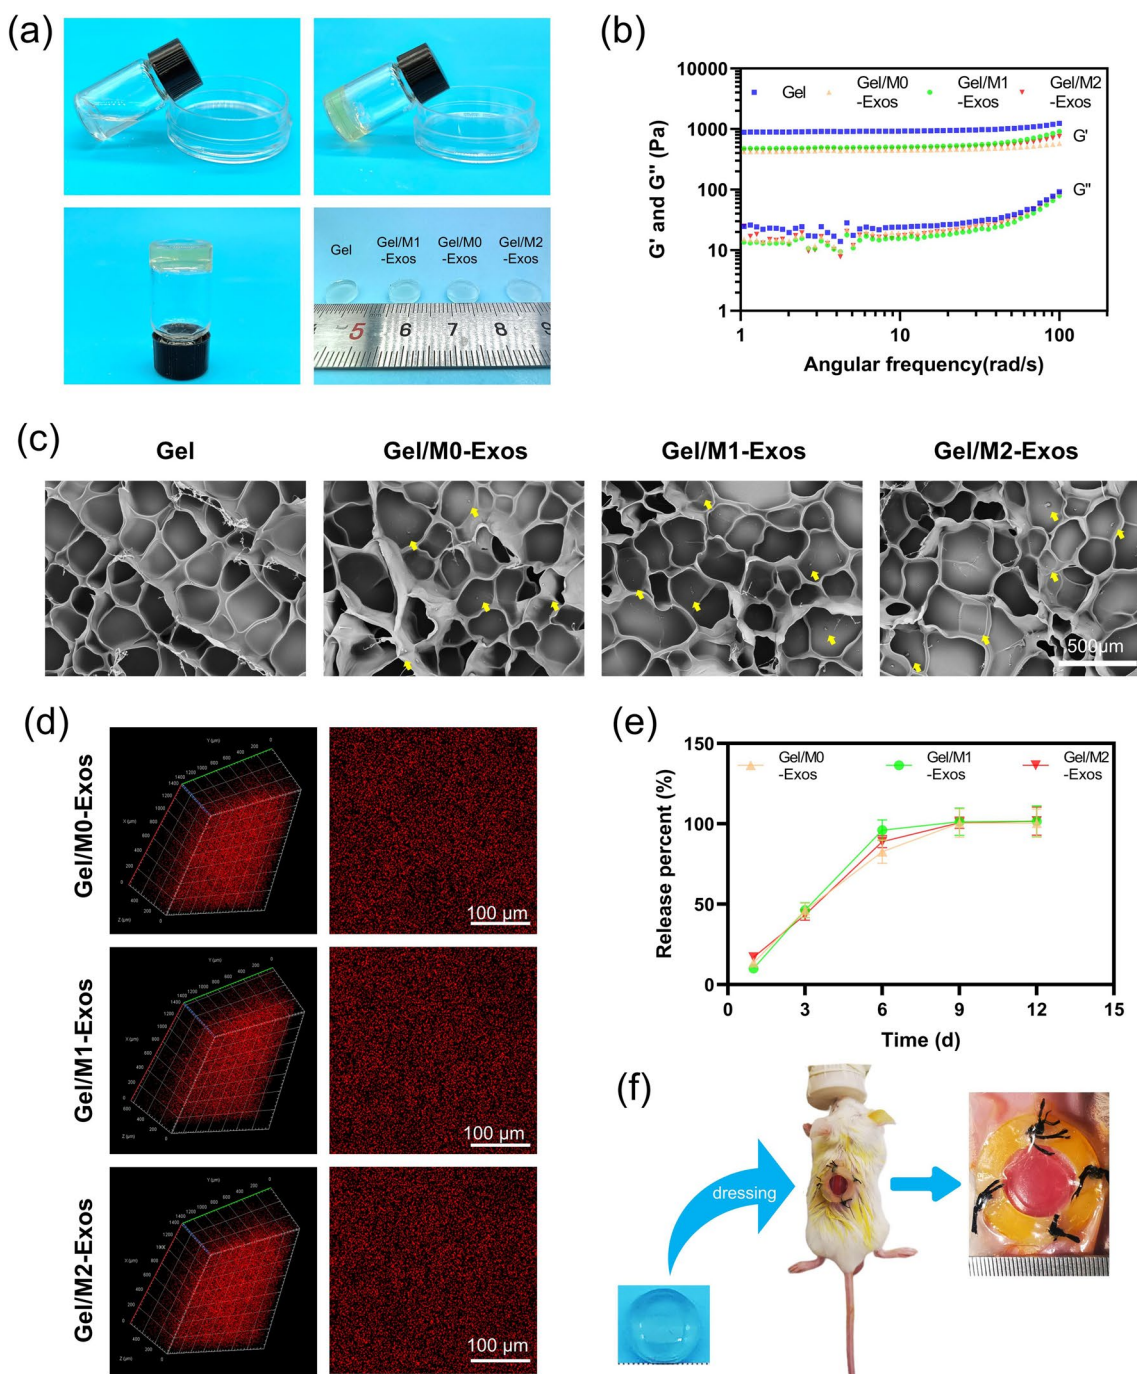 (a)
Gel
Gel/M1
-Exos
Gel/M0
-Exos
Gel/M2
-Exos
5 6 7 8 9
(b)
10000
1000
100
10
1
G' and G'' (Pa)
Gel
Gel/M0
-Exos
Gel/M1
-Exos
Gel/M2
-Exos
G'
G''
1 10 100
Angular frequency(rad/s)
(c)
Gel
Gel/M0-Exos
Gel/M1-Exos
Gel/M2-Exos
500µm
(d)
Gel/M0-Exos
100 µm
Gel/M1-Exos
100 µm
Gel/M2-Exos
100 µm
(e)
150
100
50
0
Release percent (%)
Gel/M0
-Exos
Gel/M1
-Exos
Gel/M2
-Exos
3 6 9 12 15
Time (d)
(f)
dressing